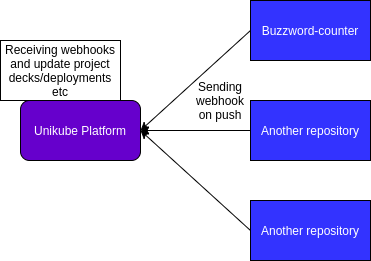 Buzzword-counter
Receiving webhooks
and update project
decks/deployments
etc
Sending
webhook
on push
Unikube Platform
Another repository
Another repository